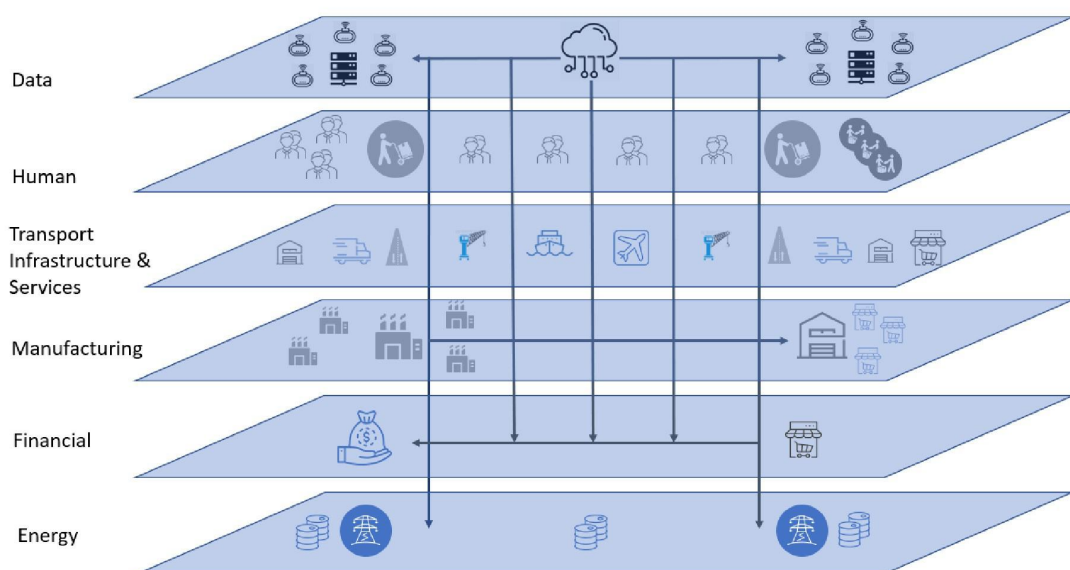 Data
Human
Transport
Infrastructure &
Services
Manufacturing
Financial
Energy